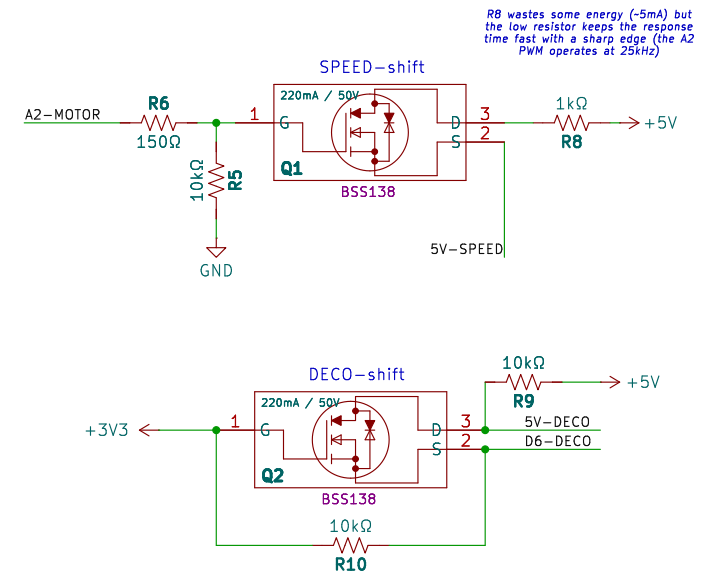 R8 wastes some energy (~5mA) but
the low resistor keeps the response
time fast with a sharp edge (the A2
PWM operates at 25kHz)
SPEED-shift
220mA / 50V
A2-MOTOR
R6
150Ω
1
G
D
3
S
2
1kΩ
R8
+5V
10kΩ
R5
Q1
BSS138
5V-SPEED
GND
DECO-shift
220mA / 50V
10kΩ
R9
+5V
+3V3
1
G
D
3
S
2
5V-DECO
D6-DECO
Q2
BSS138
10kΩ
R10